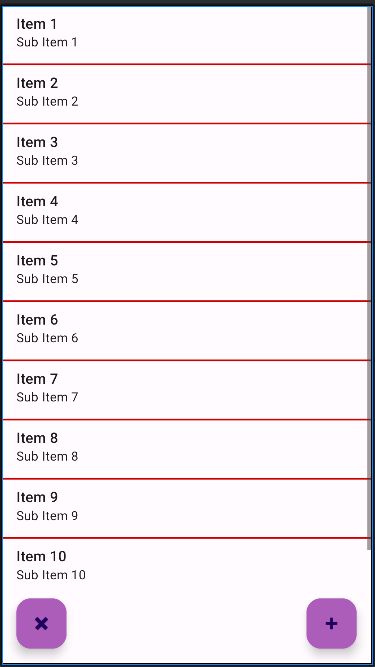 Item 1
Sub Item 1
Item 2
Sub Item 2
Item 3
Sub Item 3
Item 4
Sub Item 4
Item 5
Sub Item 5
Item 6
Sub Item 6
Item 7
Sub Item 7
Item 8
Sub Item 8
Item 9
Sub Item 9
Item 10
Sub Item 10